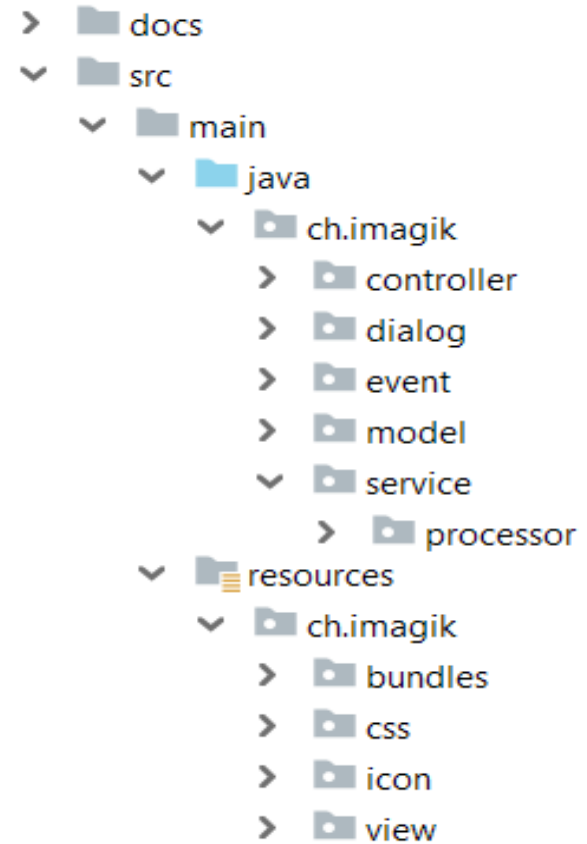 docs
src
main
java
ch.imagik
controller
dialog
event
model
service
processor
resources
ch.imagik
bundles
css
icon
view